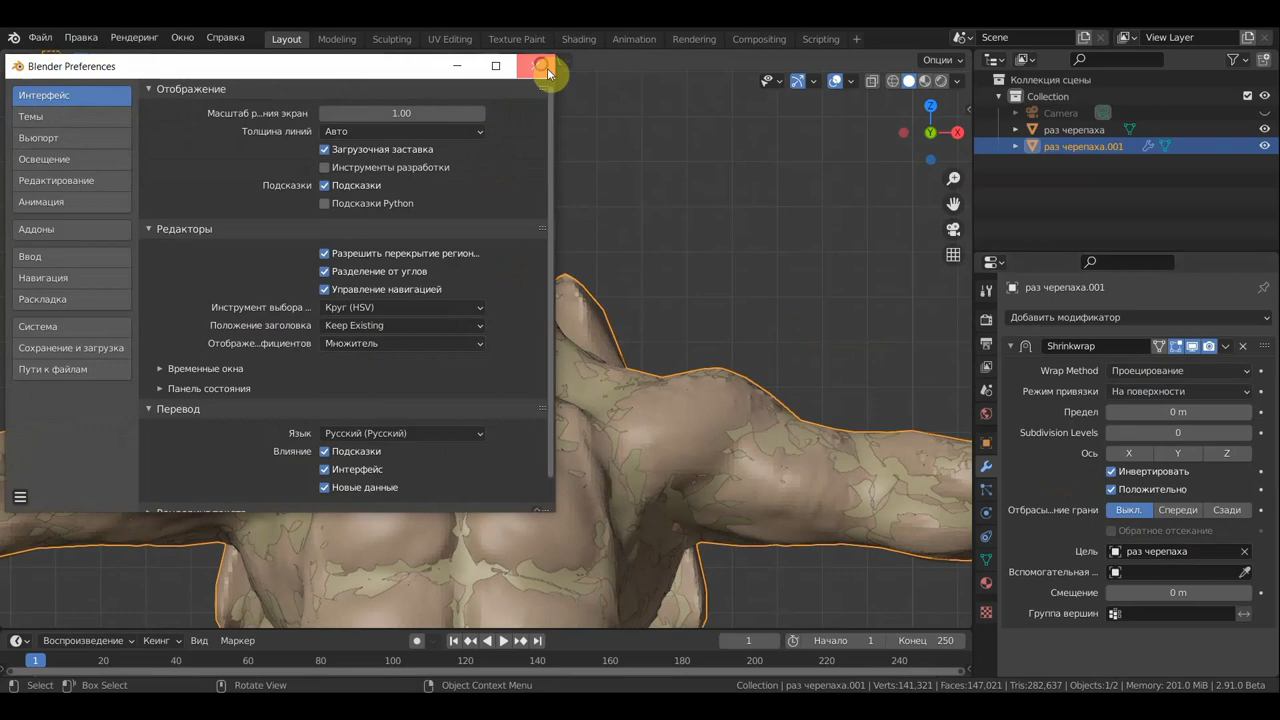 Файл Правка Рендеринг Окно Справка Layout Modeling Sculpting UV Editing Texture Paint Shading Animation Rendering Compositing Scripting + Scene View Layer
Blender Preferences
Опции
Интерфейс
Темы
Вьюпорт
Освещение
Редактирование
Анимация
Аддоны
Ввод
Навигация
Раскладка
Система
Сохранение и загрузка
Пути к файлам
Отображение
Масштаб р...ния экран 1.00
Толщина линий Авто
Загрузочная заставка
Инструменты разработки
Подсказки Подсказки
Подсказки Python
Редакторы
Разрешить перекрытие регион...
Разделение от углов
Управление навигацией
Инструмент выбора ... Круг (HSV)
Положение заголовка Keep Existing
Отображе...фициентов Множитель
Временные окна
Панель состояния
Перевод
Язык Русский (Русский)
Влияние Подсказки
Интерфейс
Новые данные
Z
Y
X
Коллекция сцены
Collection
Camera
раз черепаха
раз черепаха.001
раз черепаха.001
Добавить модификатор
Shrinkwrap
Wrap Method Проецирование
Режим привязки На поверхности
Предел 0 m
Subdivision Levels 0
Ось X Y Z
Инвертировать
Положительно
Отбрасы...ние грани Выкл. Спереди Сзади
Обратное отсекание
Цель раз черепаха
Вспомогательная ...
Смещение 0 m
Группа вершин
Воспроизведение Кеинг Вид Маркер 1 Начало 1 Конец 250
1 20 40 60 80 100 120 140 160 180 200 220 240
Select Box Select Rotate View Object Context Menu Collection | раз черепаха.001 | Verts:141,321 | Faces:147,021 | Tris:282,637 | Objects:1/2 | Memory: 201.0 MiB | 2.91.0 Beta